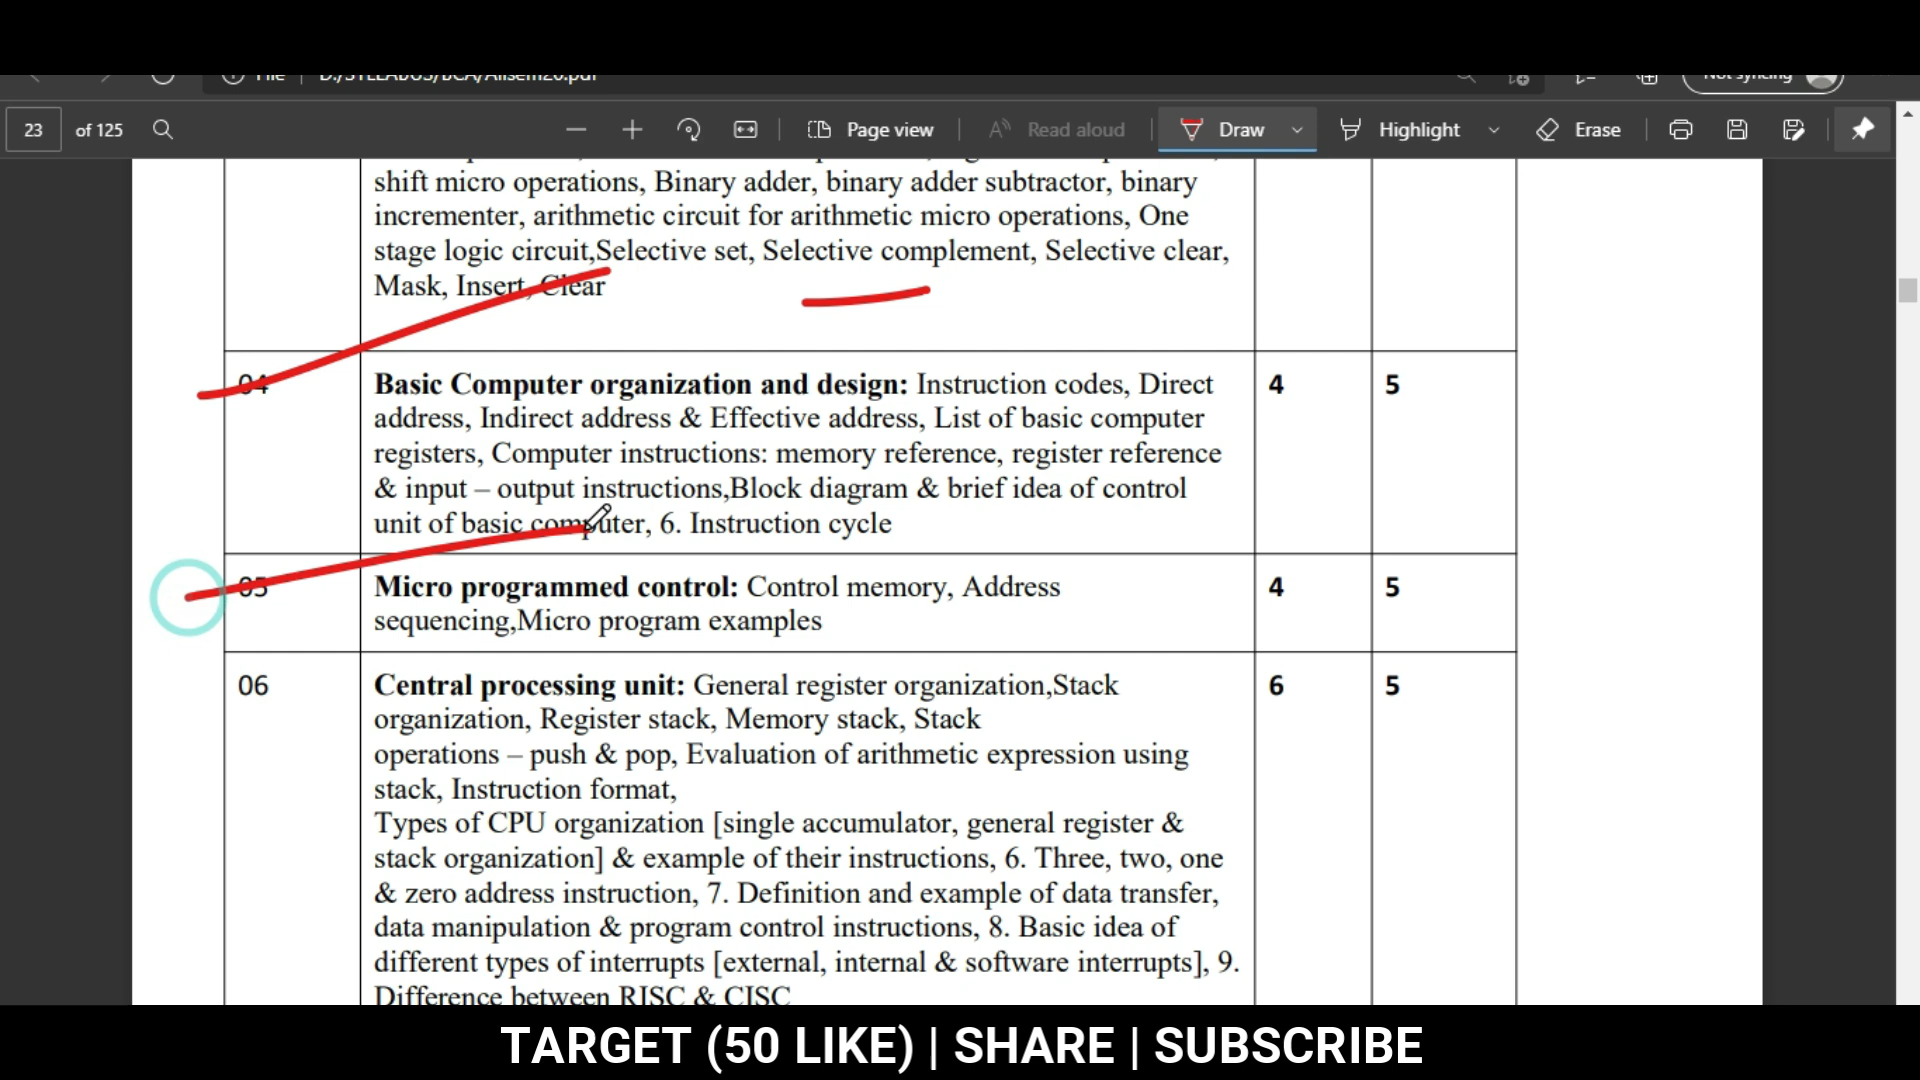 File | D:/SYLLABUS/BCA/Allsem20.pdf
Not syncing
23 of 125
Page view
Read aloud
Draw
Highlight
Erase
shift micro operations, Binary adder, binary adder subtractor, binary
incrementer, arithmetic circuit for arithmetic micro operations, One
stage logic circuit,Selective set, Selective complement, Selective clear,
Mask, Insert, Clear
04
Basic Computer organization and design: Instruction codes, Direct
address, Indirect address & Effective address, List of basic computer
registers, Computer instructions: memory reference, register reference
& input – output instructions,Block diagram & brief idea of control
unit of basic computer, 6. Instruction cycle
4
5
05
Micro programmed control: Control memory, Address
sequencing,Micro program examples
4
5
06
Central processing unit: General register organization,Stack
organization, Register stack, Memory stack, Stack
operations – push & pop, Evaluation of arithmetic expression using
stack, Instruction format,
Types of CPU organization [single accumulator, general register &
stack organization] & example of their instructions, 6. Three, two, one
& zero address instruction, 7. Definition and example of data transfer,
data manipulation & program control instructions, 8. Basic idea of
different types of interrupts [external, internal & software interrupts], 9.
Difference between RISC & CISC
6
5
TARGET (50 LIKE) | SHARE | SUBSCRIBE